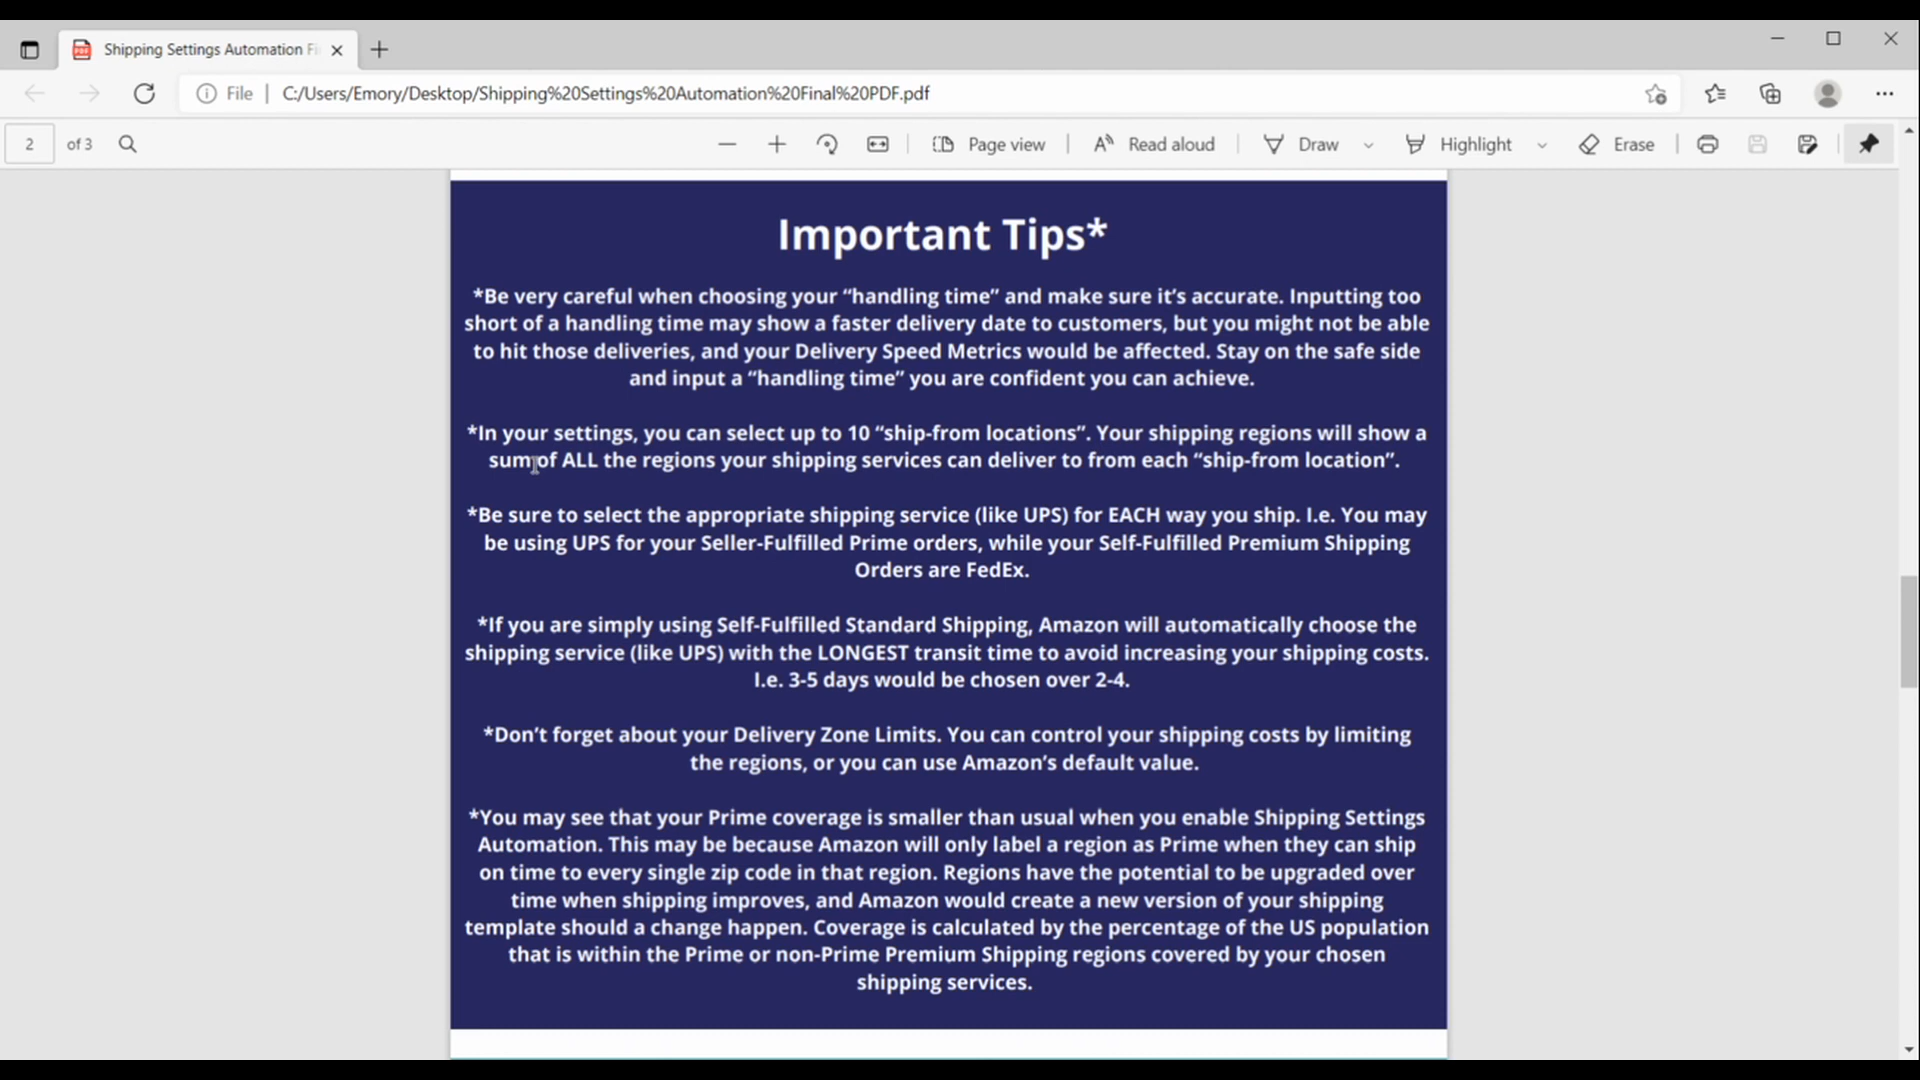 Shipping Settings Automation Fi
File
C:/Users/Emory/Desktop/Shipping%20Settings%20Automation%20Final%20PDF.pdf
2 of 3
Page view
Read aloud
Draw
Highlight
Erase
Important Tips*
*Be very careful when choosing your “handling time” and make sure it’s accurate. Inputting too
short of a handling time may show a faster delivery date to customers, but you might not be able
to hit those deliveries, and your Delivery Speed Metrics would be affected. Stay on the safe side
and input a “handling time” you are confident you can achieve.
*In your settings, you can select up to 10 “ship-from locations”. Your shipping regions will show a
sum of ALL the regions your shipping services can deliver to from each “ship-from location”.
*Be sure to select the appropriate shipping service (like UPS) for EACH way you ship. I.e. You may
be using UPS for your Seller-Fulfilled Prime orders, while your Self-Fulfilled Premium Shipping
Orders are FedEx.
*If you are simply using Self-Fulfilled Standard Shipping, Amazon will automatically choose the
shipping service (like UPS) with the LONGEST transit time to avoid increasing your shipping costs.
I.e. 3-5 days would be chosen over 2-4.
*Don’t forget about your Delivery Zone Limits. You can control your shipping costs by limiting
the regions, or you can use Amazon’s default value.
*You may see that your Prime coverage is smaller than usual when you enable Shipping Settings
Automation. This may be because Amazon will only label a region as Prime when they can ship
on time to every single zip code in that region. Regions have the potential to be upgraded over
time when shipping improves, and Amazon would create a new version of your shipping
template should a change happen. Coverage is calculated by the percentage of the US population
that is within the Prime or non-Prime Premium Shipping regions covered by your chosen
shipping services.